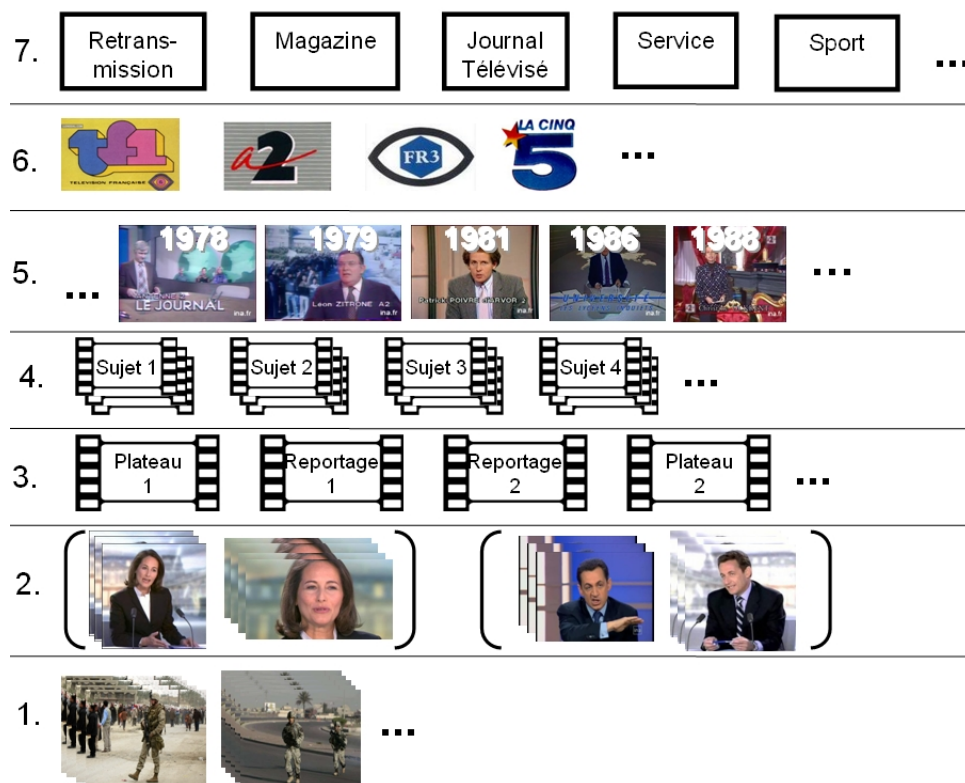 7.
Retrans-
mission
Magazine
Journal
Télévisé
Service
Sport
...
6.
tf1
TELEVISION FRANÇAISE
a2
FR3
LA CINQ
5
...
5.
...
1978
LE JOURNAL
ina.fr
1979
Léon ZITRONE A2
ina.fr
1981
Patrick POIVRE D'ARVOR 2
ina.fr
1986
ina.fr
1988
ina.fr
...
4.
Sujet 1
Sujet 2
Sujet 3
Sujet 4
...
3.
Plateau
1
Reportage
1
Reportage
2
Plateau
2
...
2.
1.
...